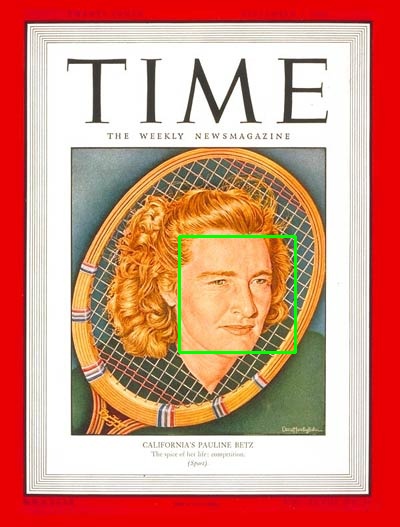 TIME
THE WEEKLY NEWSMAGAZINE
CALIFORNIA'S PAULINE BETZ
The spice of her life: competition.
(Sport)